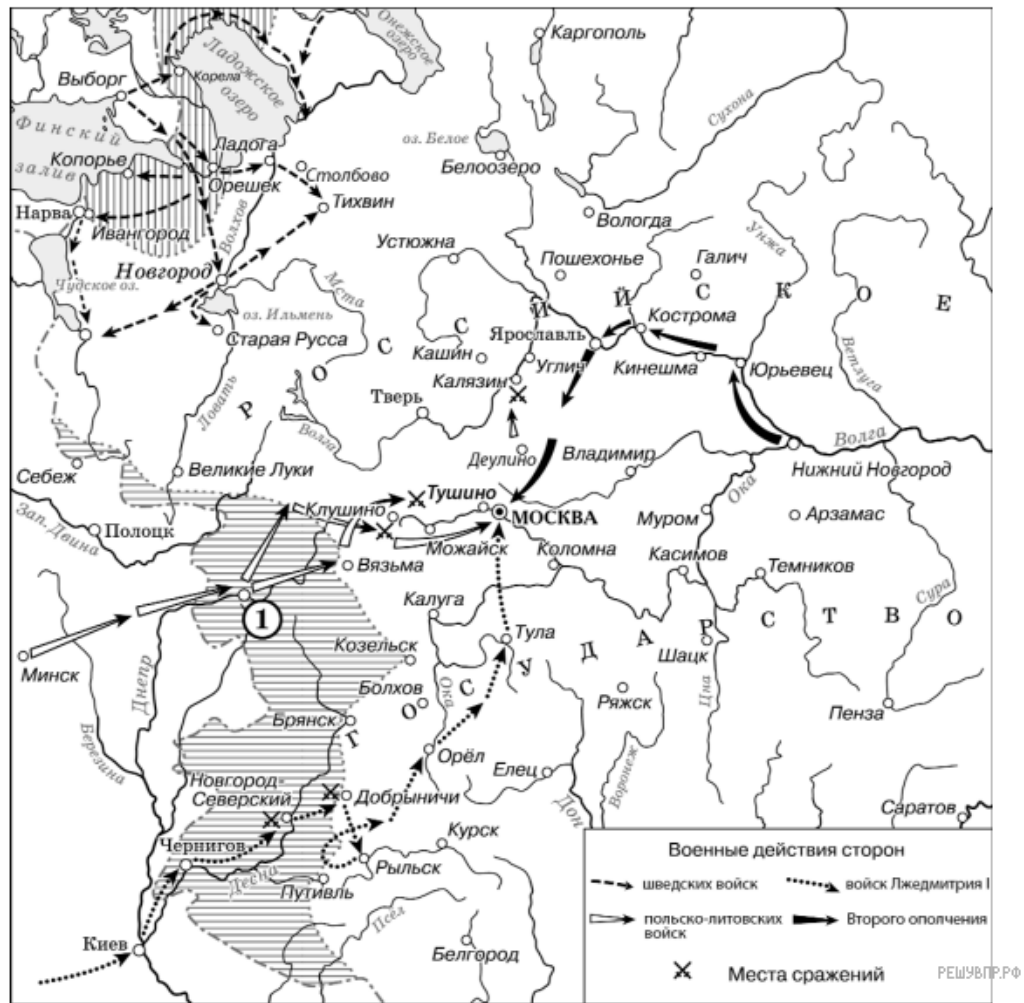 Каргополь
Онежское
озеро
Ладожское
озеро
Корела
Выборг
Финский
залив
Сухона
оз. Белое
Белоозеро
Ладога
Копорье
Орешек
Столбово
Тихвин
Нарва
Ивангород
Волхов
Вологда
Устюжна
Пошехонье
Галич
Унжа
Новгород
Чудское оз.
Мста
оз. Ильмень
Старая Русса
РОССИЙСКОЕ
Ярославль
Кострома
Кашин
Углич
Кинешма
Юрьевец
Ветлуга
Калязин
Тверь
Ловать
Волга
Волга
Себеж
Великие Луки
Деулино
Владимир
Нижний Новгород
Ока
Клушино
Тушино
МОСКВА
Зап. Двина
Полоцк
Можайск
Муром
Арзамас
Вязьма
Коломна
Касимов
Темников
Сура
1
Калуга
ГОСУДАРСТВО
Тула
Козельск
Шацк
Минск
Днепр
Болхов
Ока
Ряжск
Цна
Пенза
Березина
Брянск
Орёл
Елец
Воронеж
Дон
Новгород-
Северский
Добрыничи
Саратов
Курск
Чернигов
Рыльск
Десна
Путивль
Псёл
Киев
Белгород
Военные действия сторон
шведских войск
войск Лжедмитрия I
польско-литовских
войск
Второго ополчения
Места сражений
РЕШУВПР.РФ